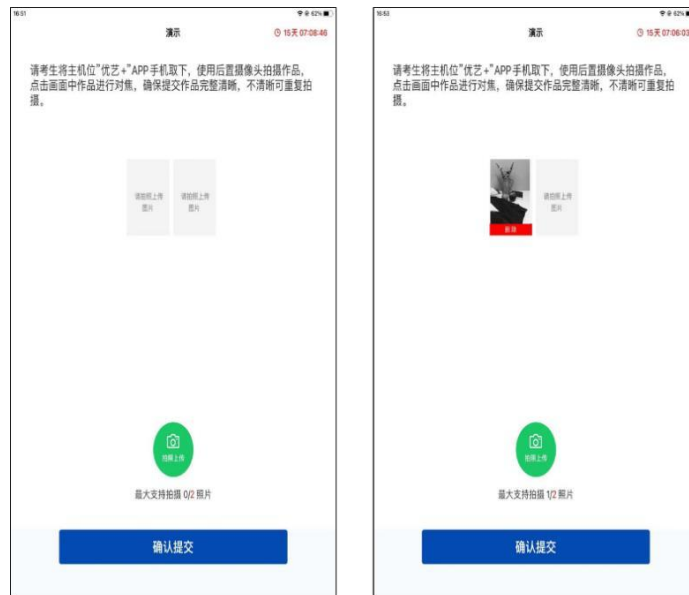 16:51
62%
演示
15天 07:08:46
请考生将主机位"优艺+"APP手机取下，使用后置摄像头拍摄作品，
点击画面中作品进行对焦，确保提交作品完整清晰，不清晰可重复拍
摄。
请拍照上传
图片
请拍照上传
图片
拍照上传
最大支持拍摄 0/2 照片
确认提交
16:53
62%
演示
15天 07:06:03
请考生将主机位"优艺+"APP手机取下，使用后置摄像头拍摄作品，
点击画面中作品进行对焦，确保提交作品完整清晰，不清晰可重复拍
摄。
删除
请拍照上传
图片
拍照上传
最大支持拍摄 1/2 照片
确认提交